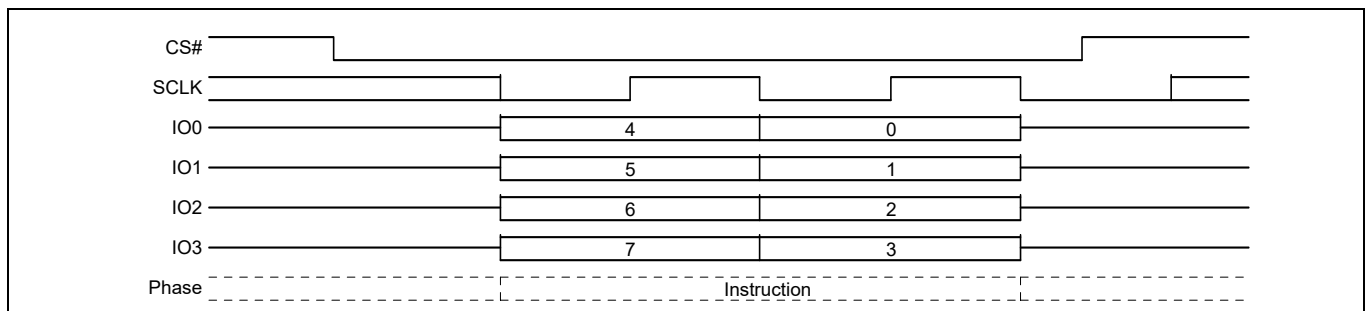 CS#
SCLK
IO0 4 0
IO1 5 1
IO2 6 2
IO3 7 3
Phase Instruction